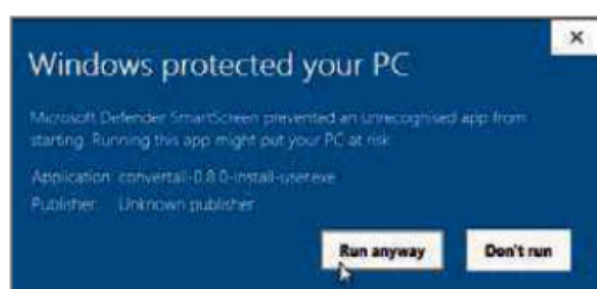 Windows protected your PC
Microsoft Defender SmartScreen prevented an unrecognised app from
starting. Running this app might put your PC at risk.
Application: convertall-0.8.0-install-user.exe
Publisher: Unknown publisher
Run anyway
Don't run